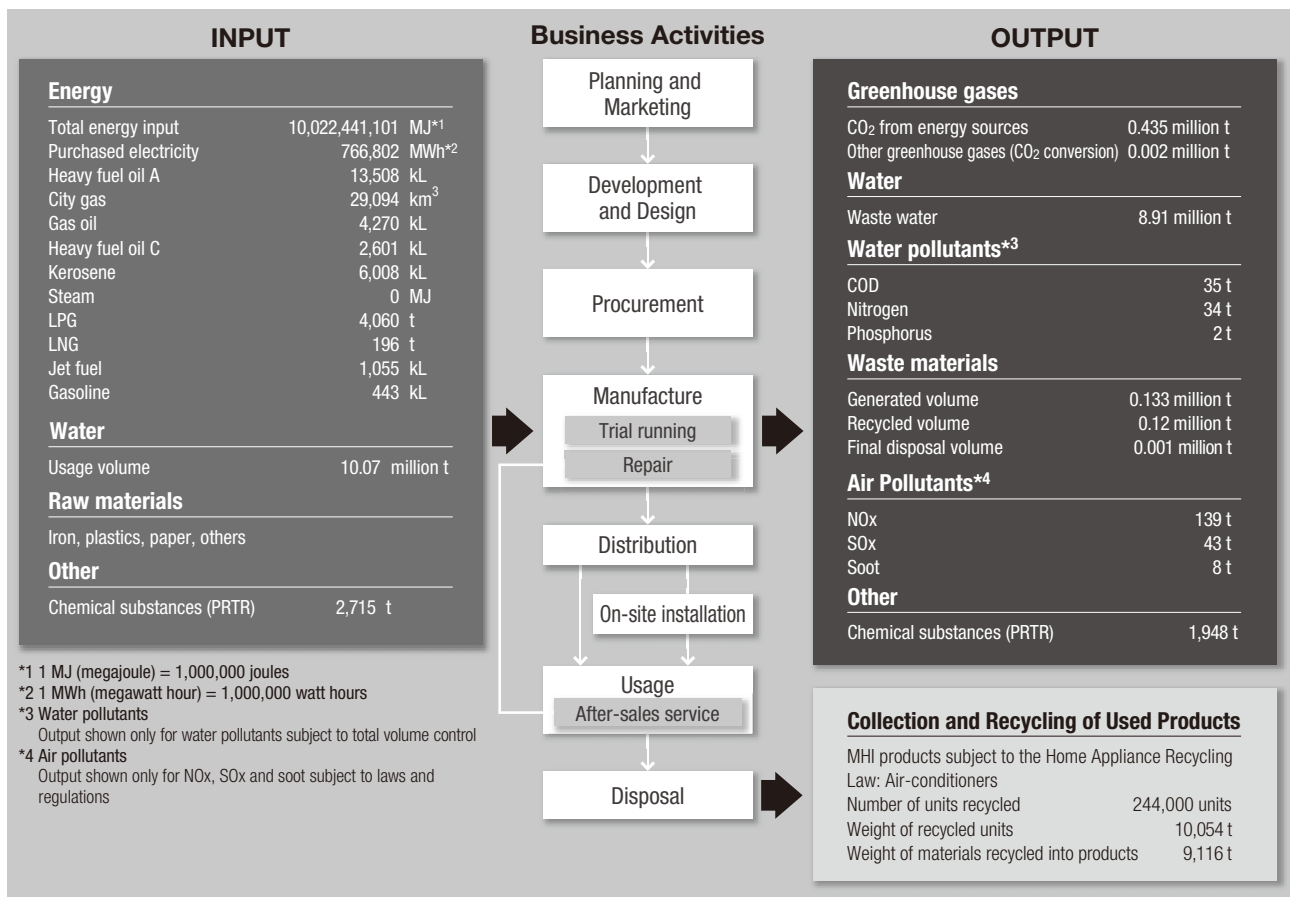 INPUT
Energy
Total energy input 10,022,441,101 MJ*1
Purchased electricity 766,802 MWh*2
Heavy fuel oil A 13,508 kL
City gas 29,094 km3
Gas oil 4,270 kL
Heavy fuel oil C 2,601 kL
Kerosene 6,008 kL
Steam 0 MJ
LPG 4,060 t
LNG 196 t
Jet fuel 1,055 kL
Gasoline 443 kL
Water
Usage volume 10.07 million t
Raw materials
Iron, plastics, paper, others
Other
Chemical substances (PRTR) 2,715 t
*1 1 MJ (megajoule) = 1,000,000 joules
*2 1 MWh (megawatt hour) = 1,000,000 watt hours
*3 Water pollutants
Output shown only for water pollutants subject to total volume control
*4 Air pollutants
Output shown only for NOx, SOx and soot subject to laws and
regulations
Business Activities
Planning and
Marketing
Development
and Design
Procurement
Manufacture
Trial running
Repair
Distribution
On-site installation
Usage
After-sales service
Disposal
OUTPUT
Greenhouse gases
CO2 from energy sources 0.435 million t
Other greenhouse gases (CO2 conversion) 0.002 million t
Water
Waste water 8.91 million t
Water pollutants*3
COD 35 t
Nitrogen 34 t
Phosphorus 2 t
Waste materials
Generated volume 0.133 million t
Recycled volume 0.12 million t
Final disposal volume 0.001 million t
Air Pollutants*4
NOx 139 t
SOx 43 t
Soot 8 t
Other
Chemical substances (PRTR) 1,948 t
Collection and Recycling of Used Products
MHI products subject to the Home Appliance Recycling
Law: Air-conditioners
Number of units recycled 244,000 units
Weight of recycled units 10,054 t
Weight of materials recycled into products 9,116 t